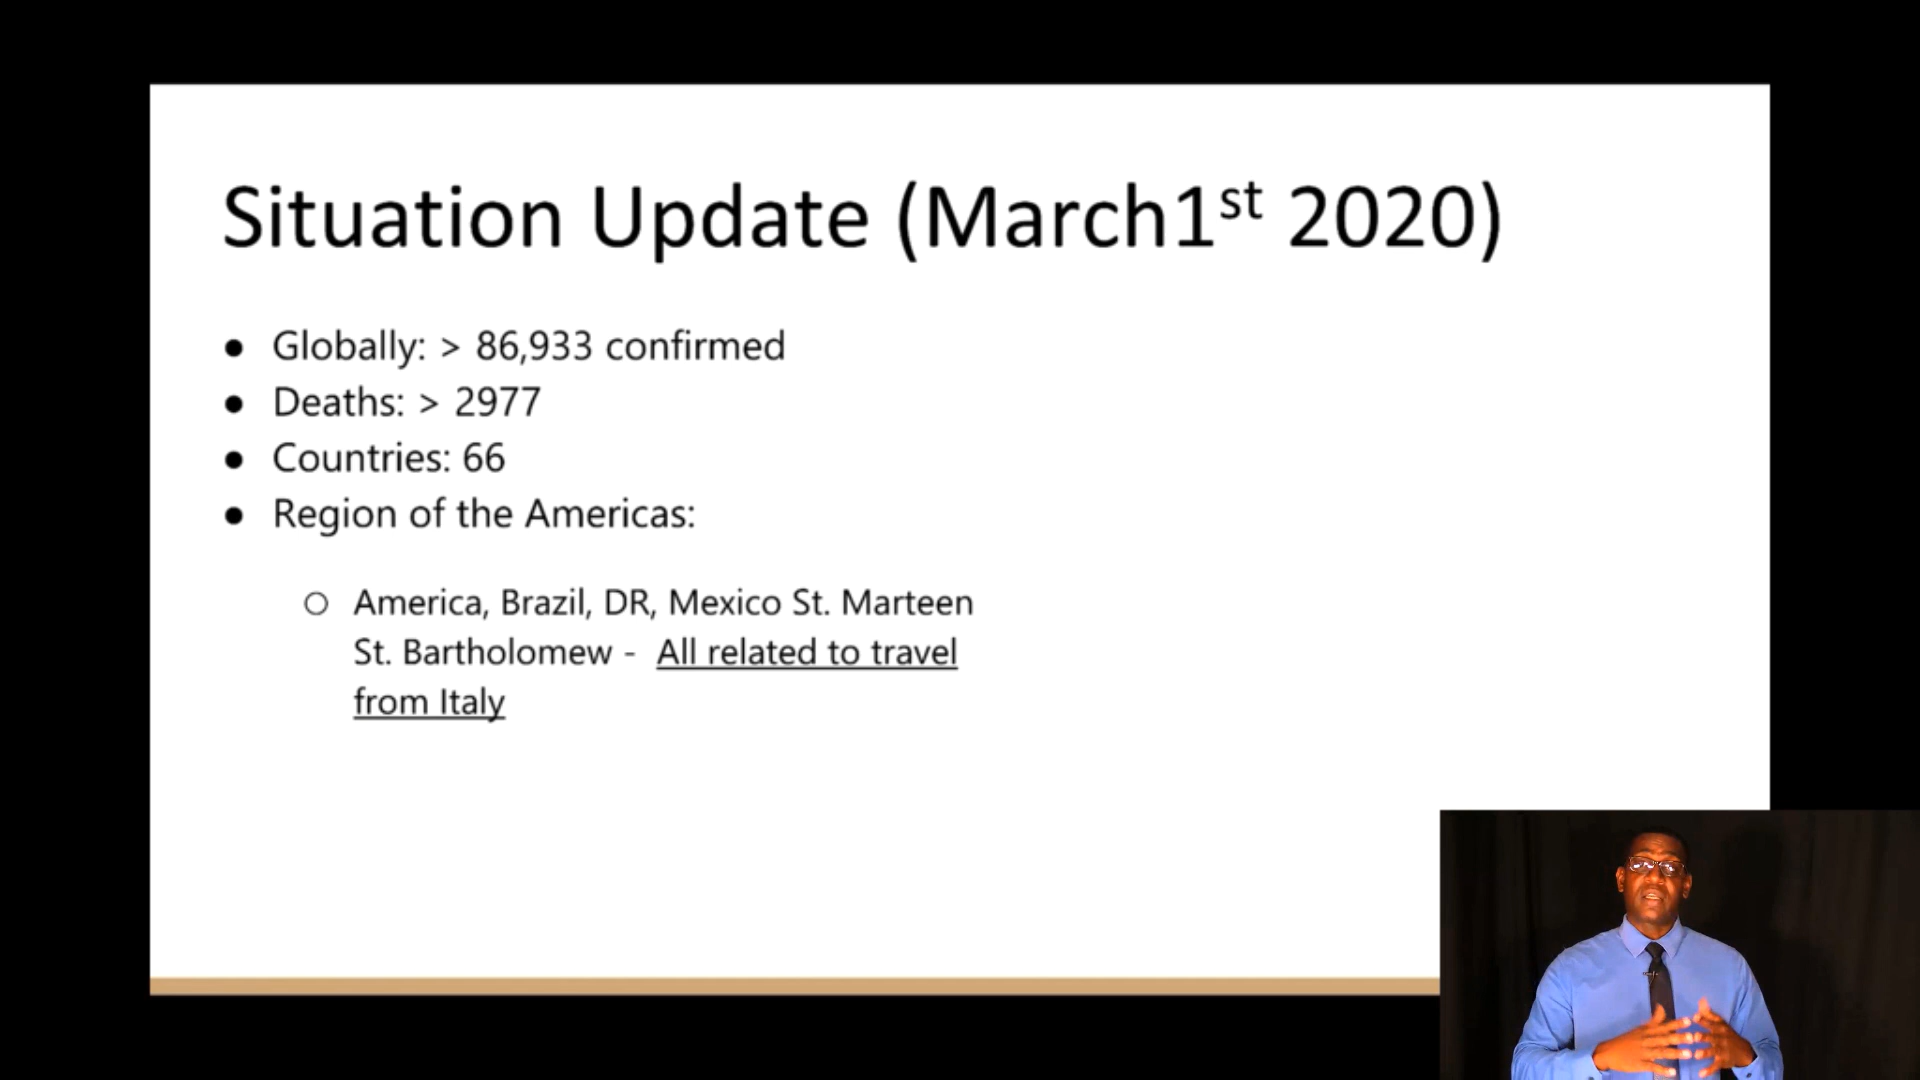 Situation Update (March1st 2020)
● Globally: > 86,933 confirmed
● Deaths: > 2977
● Countries: 66
● Region of the Americas:
○ America, Brazil, DR, Mexico St. Marteen
St. Bartholomew - All related to travel
from Italy